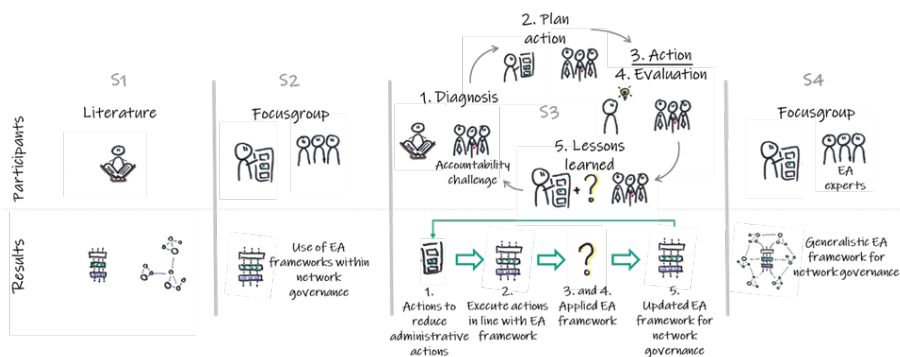 S1
Literature
S2
Focusgroup
2. Plan
action
3. Action
4. Evaluation
1. Diagnosis
S3
Accountability
challenge
5. Lessons
learned
+ ?
S4
Focusgroup
EA
experts
Participants
Results
Use of EA
frameworks within
network
governance
?
Generalistic EA
framework for
network governance
1.
Actions to
reduce
administrative
actions
2.
Execute actions
in line with EA
framework
3. and 4.
Applied EA
framework
5.
Updated EA
framework for
network
governance